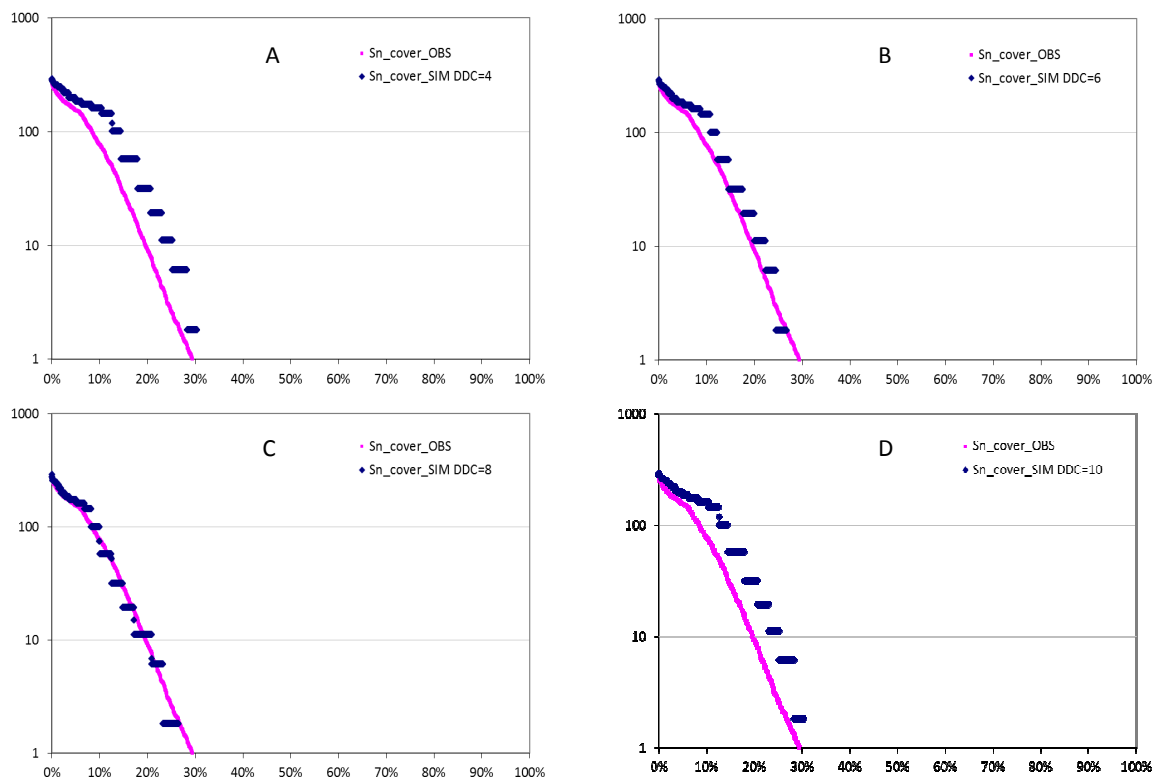 1000
100
10
1
0% 10% 20% 30% 40% 50% 60% 70% 80% 90% 100%
A
Sn_cover_OBS
Sn_cover_SIM DDC=4
1000
100
10
1
0% 10% 20% 30% 40% 50% 60% 70% 80% 90% 100%
B
Sn_cover_OBS
Sn_cover_SIM DDC=6
1000
100
10
1
0% 10% 20% 30% 40% 50% 60% 70% 80% 90% 100%
C
Sn_cover_OBS
Sn_cover_SIM DDC=8
1000
100
10
1
0% 10% 20% 30% 40% 50% 60% 70% 80% 90% 100%
D
Sn_cover_OBS
Sn_cover_SIM DDC=10